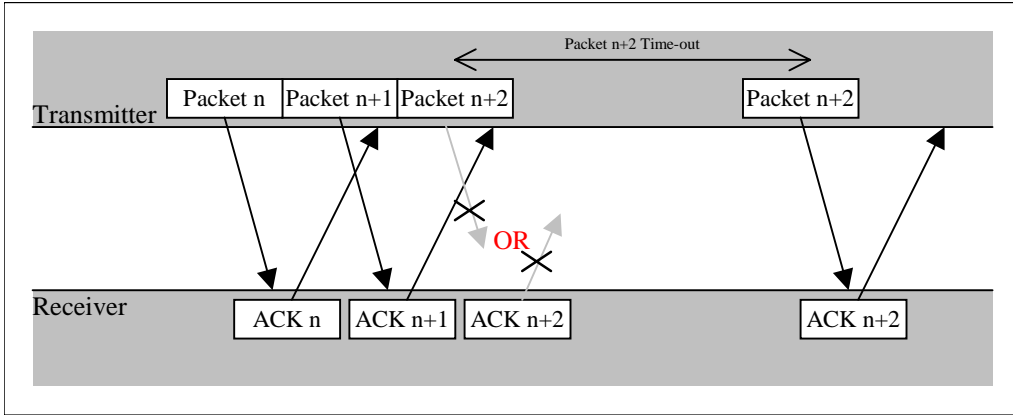 Packet n+2 Time-out
Packet n
Packet n+1
Packet n+2
Packet n+2
Transmitter
OR
Receiver
ACK n
ACK n+1
ACK n+2
ACK n+2